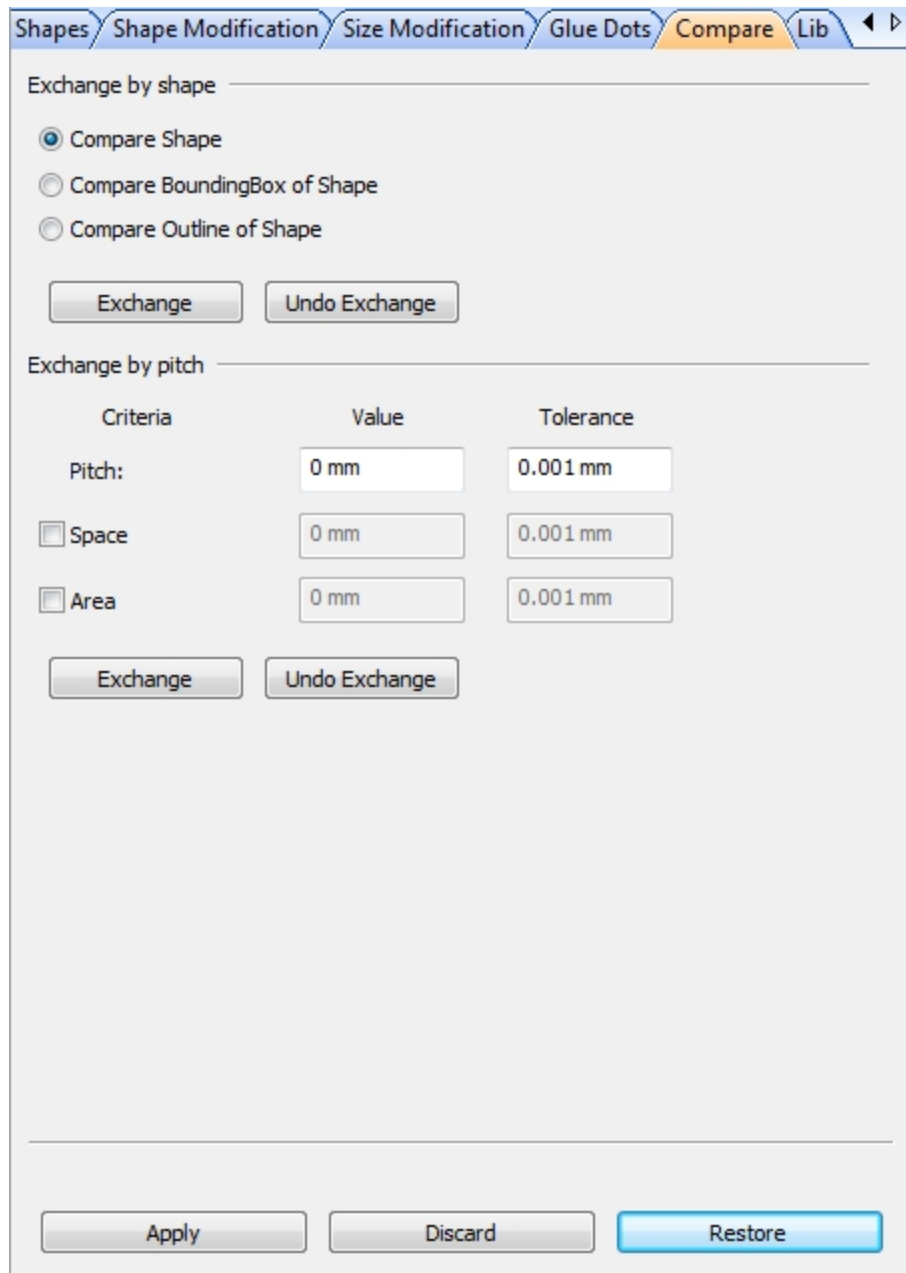 Shapes Shape Modification Size Modification Glue Dots Compare Lib
Exchange by shape
Compare Shape
Compare BoundingBox of Shape
Compare Outline of Shape
Exchange Undo Exchange
Exchange by pitch
Criteria Value Tolerance
Pitch: 0 mm 0.001 mm
Space 0 mm 0.001 mm
Area 0 mm 0.001 mm
Exchange Undo Exchange
Apply Discard Restore